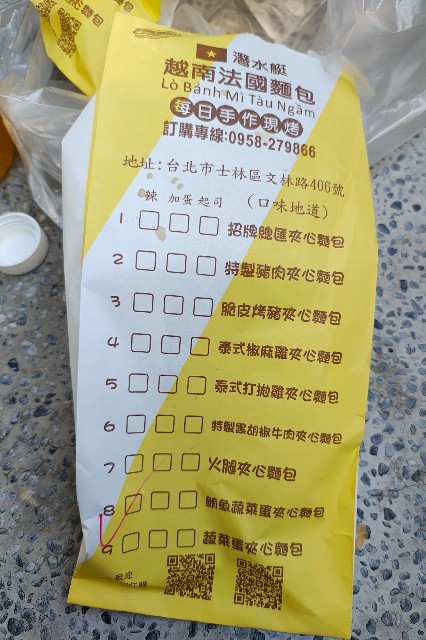 潛水艇
越南法國麵包
Lò Bánh Mì Tàu Ngầm
每日手作現烤
訂購專線:0958-279866
地址:台北市士林區文林路406號
辣 加蛋 起司 (口味地道)
1 招牌總匯夾心麵包
2 特製豬肉夾心麵包
3 脆皮烤豬夾心麵包
4 泰式椒麻雞夾心麵包
5 泰式打拋雞夾心麵包
6 特製黑胡椒牛肉夾心麵包
7 火腿夾心麵包
8 鮪魚蔬菜蛋夾心麵包
9 蔬菜蛋夾心麵包
歡迎